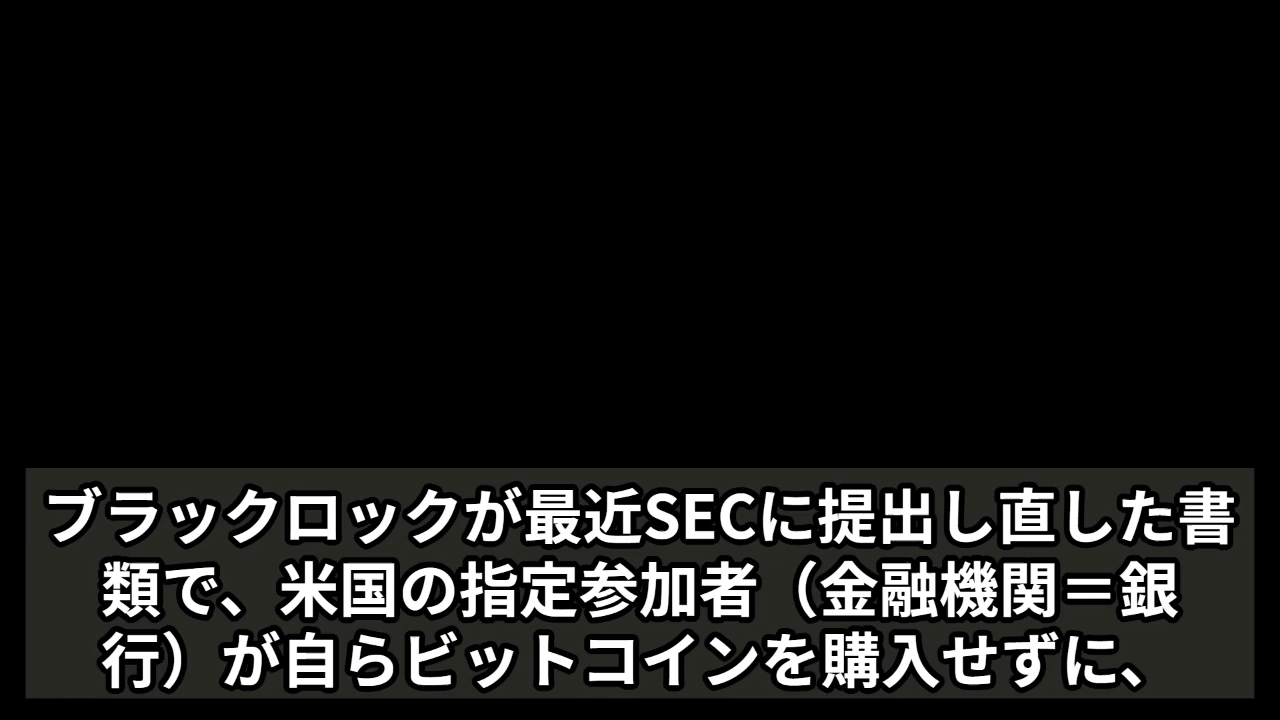 ブラックロックが最近SECに提出し直した書
類で、米国の指定参加者（金融機関＝銀
行）が自らビットコインを購入せずに、